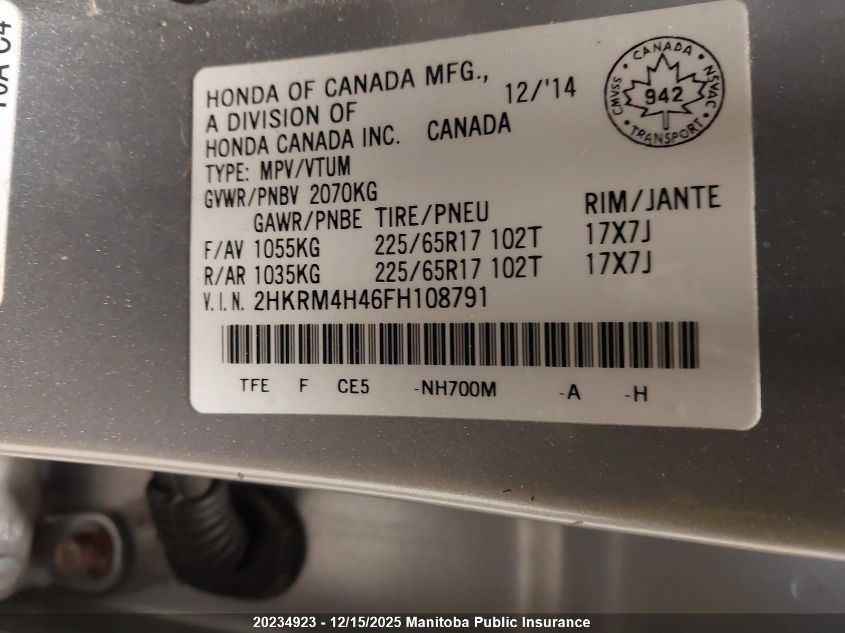 HONDA OF CANADA MFG., 12/'14
A DIVISION OF
HONDA CANADA INC. CANADA
TYPE: MPV/VTUM
GVWR/PNBV 2070KG
GAWR/PNBE TIRE/PNEU RIM/JANTE
F/AV 1055KG 225/65R17 102T 17X7J
R/AR 1035KG 225/65R17 102T 17X7J
V.I.N. 2HKRM4H46FH108791
TFE F CE5 -NH700M -A -H
CANADA
CMVSS 942 NSVAC
TRANSPORT
20234923 - 12/15/2025 Manitoba Public Insurance